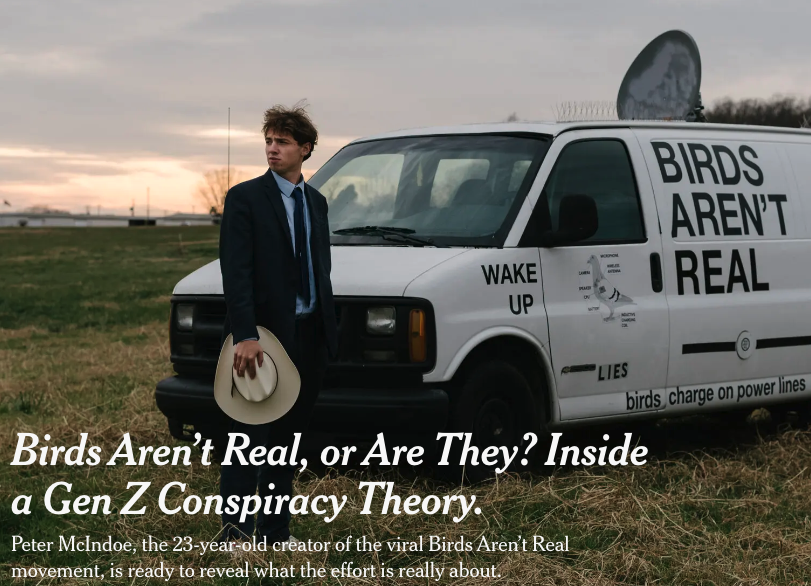 BIRDS
AREN'T
REAL
WAKE
UP
LIES
birds charge on power lines
Birds Aren't Real, or Are They? Inside
a Gen Z Conspiracy Theory.
Peter McIndoe, the 23-year-old creator of the viral Birds Aren't Real
movement, is ready to reveal what the effort is really about.